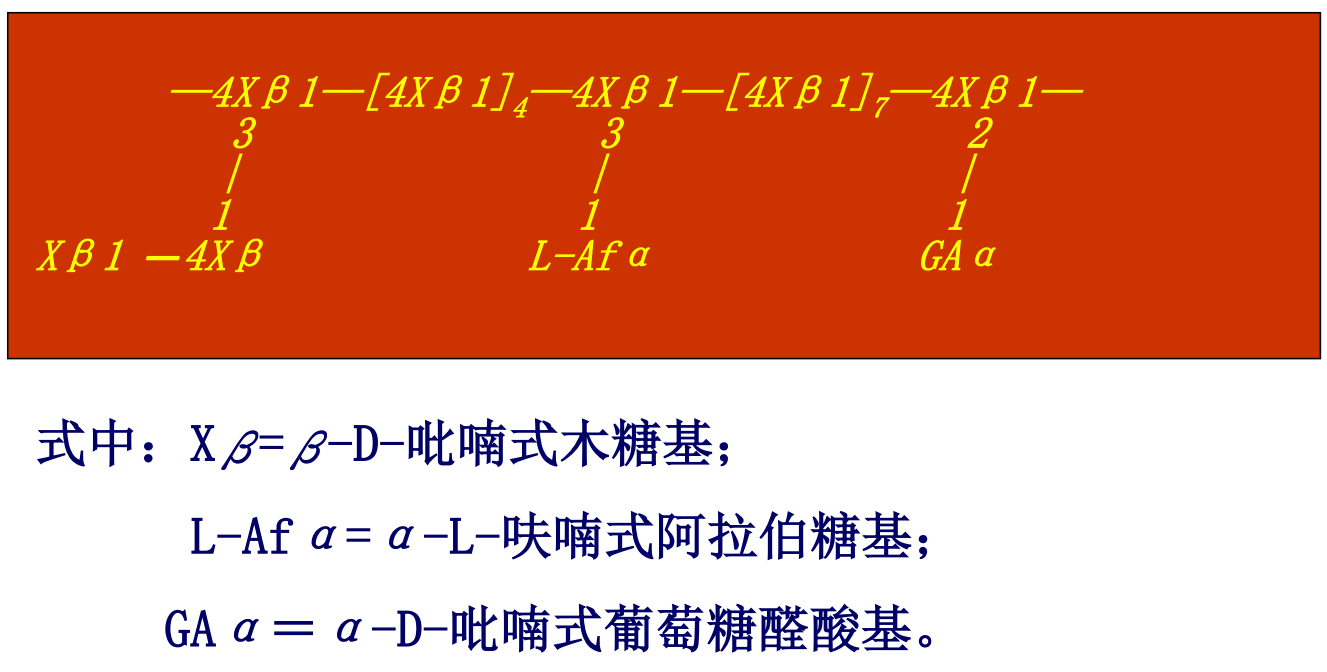 —4Xβ1—[4Xβ1]₄—4Xβ1—[4Xβ1]₇—4Xβ1—
3 3 2
/ / /
1 1 1
Xβ1 —4Xβ L-Afα GAα
式中：Xβ=β-D-吡喃式木糖基；
L-Afα=α-L-呋喃式阿拉伯糖基；
GAα＝α-D-吡喃式葡萄糖醛酸基。